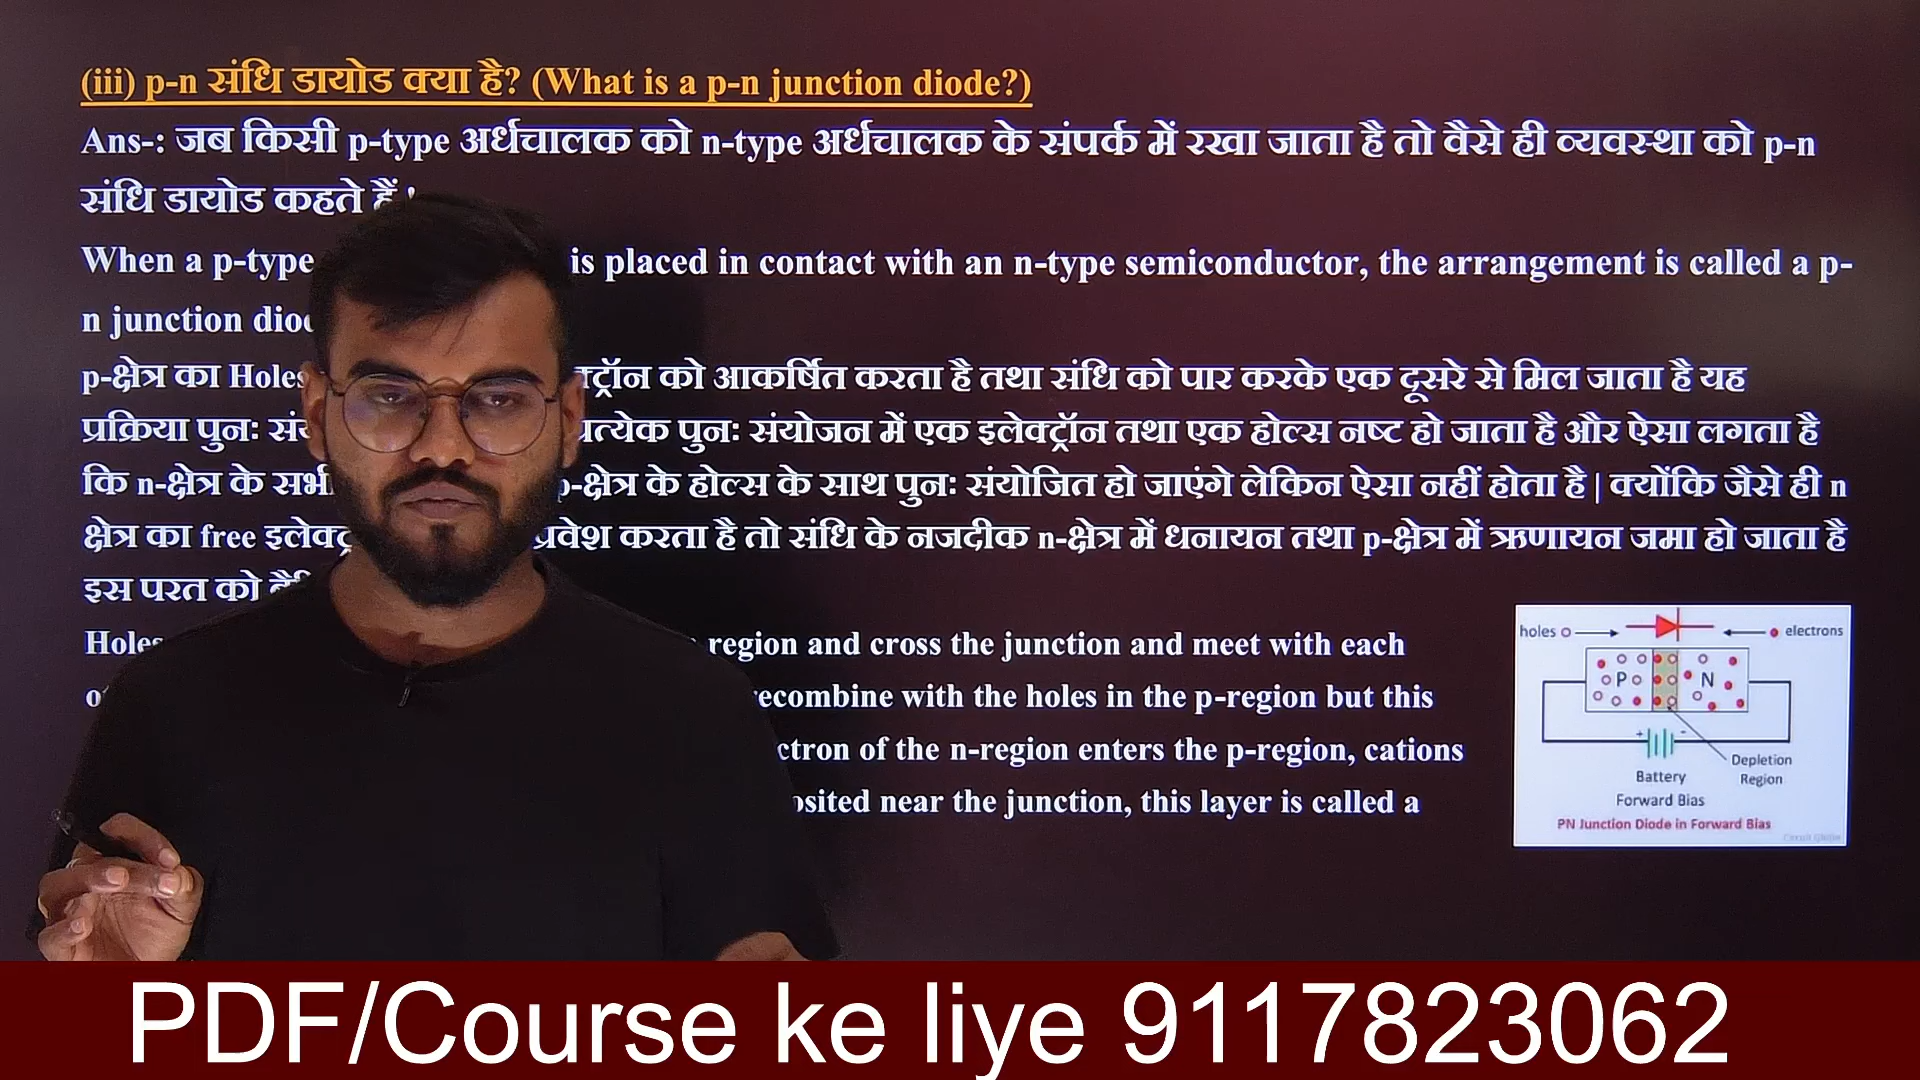 (iii) p-n संधि डायोड क्या है? (What is a p-n junction diode?)
Ans-: जब किसी p-type अर्धचालक को n-type अर्धचालक के संपर्क में रखा जाता है तो वैसे ही व्यवस्था को p-n
संधि डायोड कहते हैं
When a p-type is placed in contact with an n-type semiconductor, the arrangement is called a p-
n junction
p-क्षेत्र का Holes को आकर्षित करता है तथा संधि को पार करके एक दूसरे से मिल जाता है यह
प्रक्रिया पुनः प्रत्येक पुनः संयोजन में एक इलेक्ट्रॉन तथा एक होल्स नष्ट हो जाता है और ऐसा लगता है
कि n-क्षेत्र के सभी p-क्षेत्र के होल्स के साथ पुनः संयोजित हो जाएंगे लेकिन ऐसा नहीं होता है | क्योंकि जैसे ही n
क्षेत्र का free प्रवेश करता है तो संधि के नजदीक n-क्षेत्र में धनायन तथा p-क्षेत्र में ऋणायन जमा हो जाता है
इस परत को
Holes region and cross the junction and meet with each
recombine with the holes in the p-region but this
of the n-region enters the p-region, cations
near the junction, this layer is called a
holes
electrons
P
N
+
-
Depletion
Region
Battery
Forward Bias
PN Junction Diode in Forward Bias
Circuit Globe
PDF/Course ke liye 9117823062